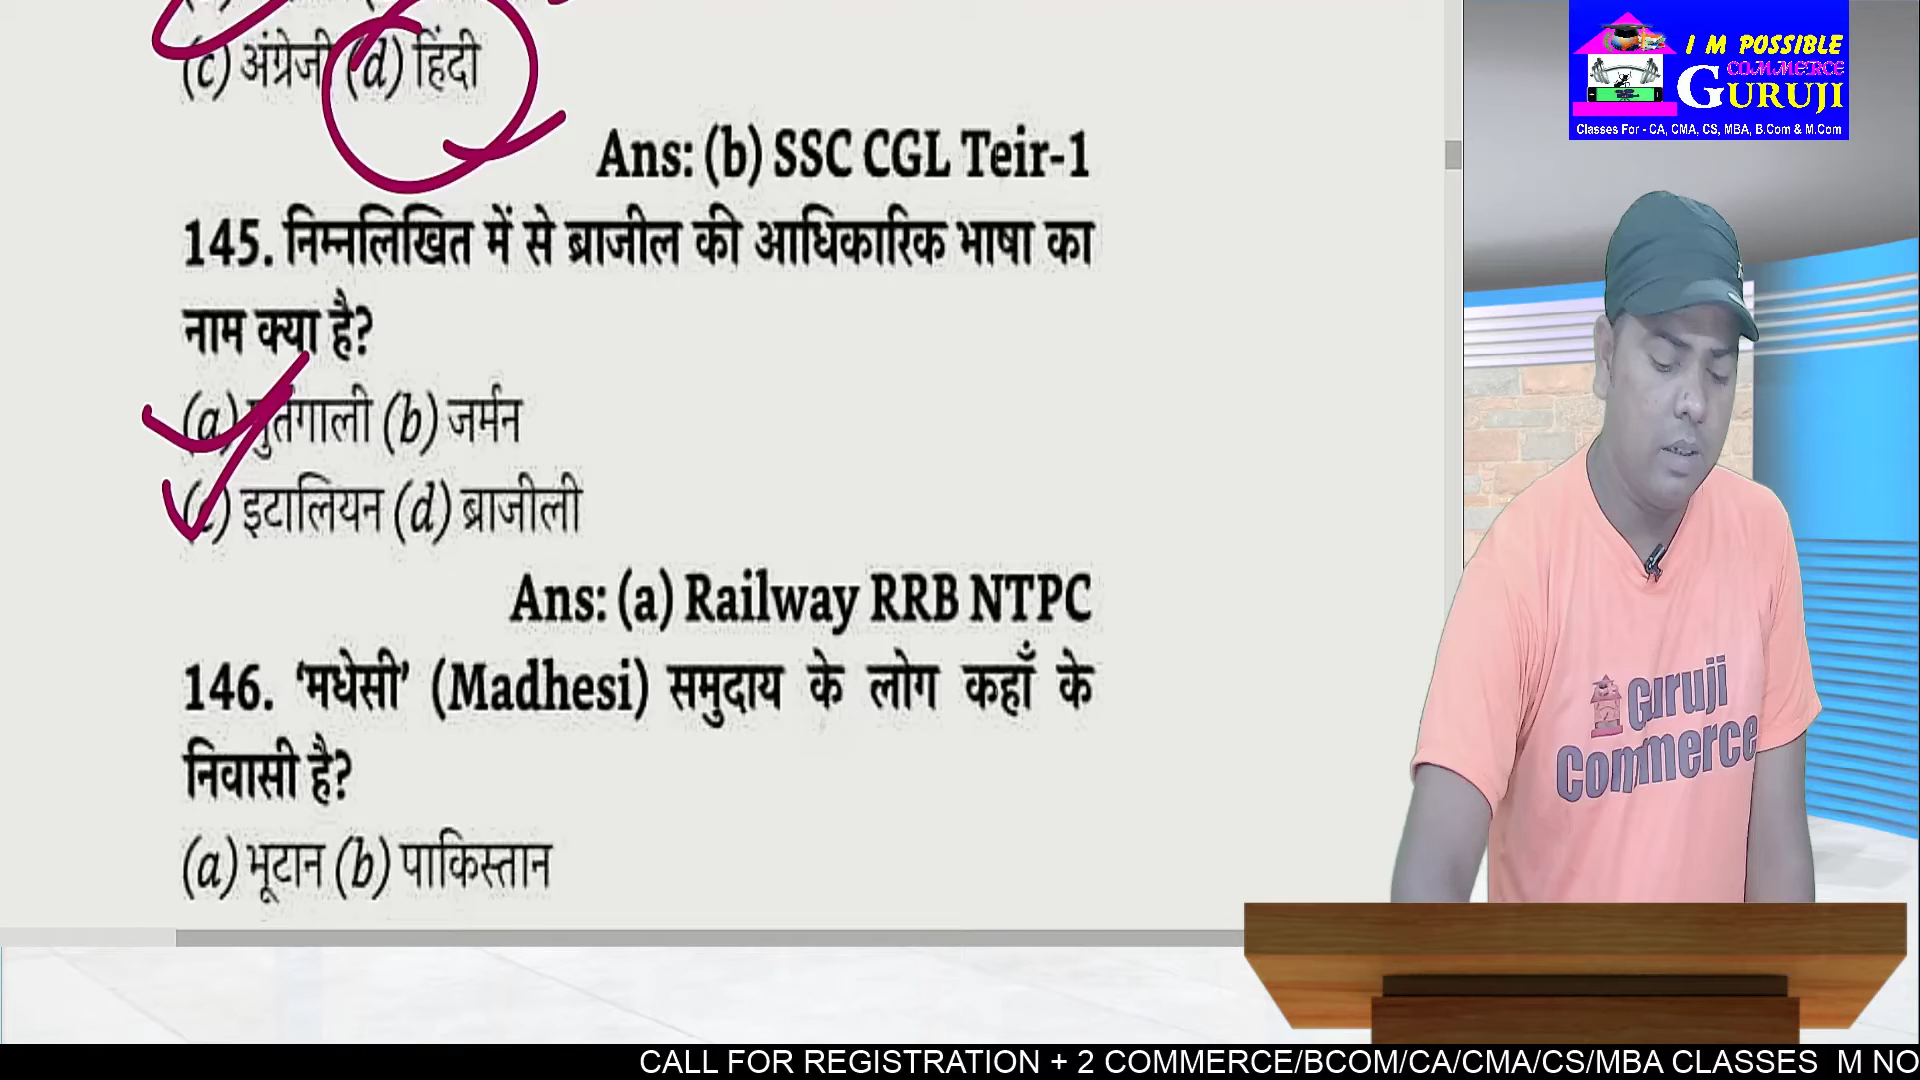 (c) अंग्रेजी (d) हिंदी
Ans: (b) SSC CGL Teir-1
145. निम्नलिखित में से ब्राजील की आधिकारिक भाषा का
नाम क्या है?
(a) पुर्तगाली (b) जर्मन
(c) इटालियन (d) ब्राजीली
Ans: (a) Railway RRB NTPC
146. ‘मधेसी’ (Madhesi) समुदाय के लोग कहाँ के
निवासी है?
(a) भूटान (b) पाकिस्तान
I M POSSIBLE
COMMERCE
GURUJI
Classes For - CA, CMA, CS, MBA, B.Com & M.Com
Guruji
Commerce
CALL FOR REGISTRATION + 2 COMMERCE/BCOM/CA/CMA/CS/MBA CLASSES M NO